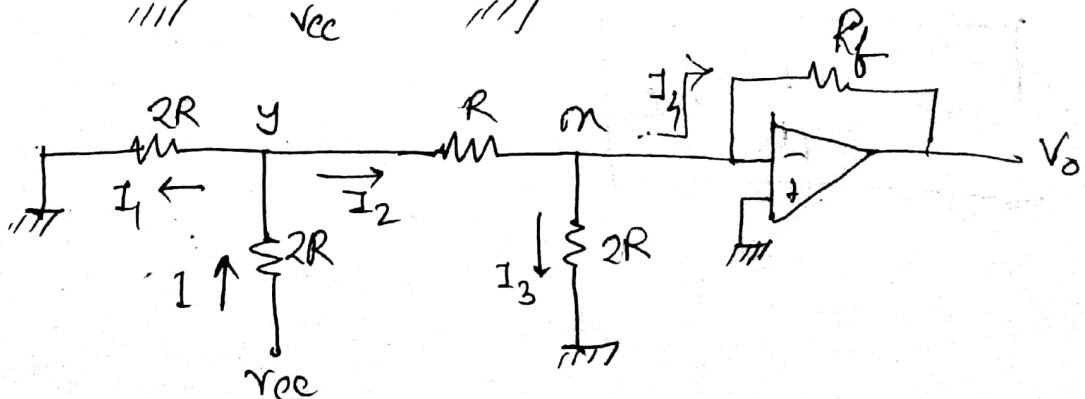 Vcc
Rf
I4
2R
y
R
x
Vo
I1
I2
-
+
2R
2R
I
I3
Vcc